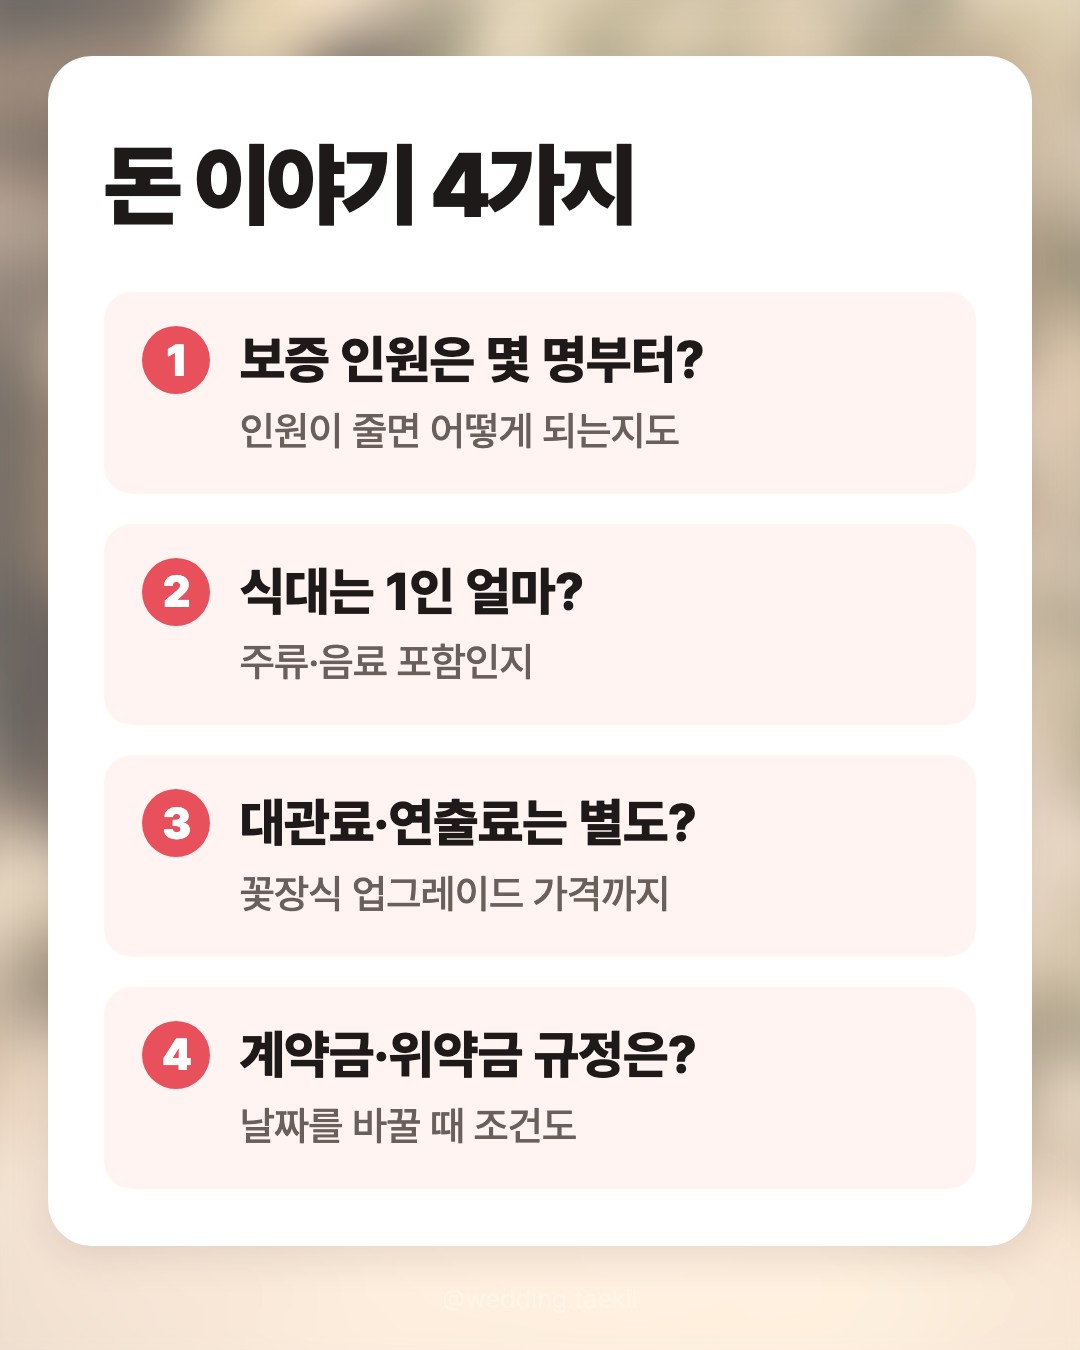 돈 이야기 4가지
1 보증 인원은 몇 명부터?
인원이 줄면 어떻게 되는지도
2 식대는 1인 얼마?
주류·음료 포함인지
3 대관료·연출료는 별도?
꽃장식 업그레이드 가격까지
4 계약금·위약금 규정은?
날짜를 바꿀 때 조건도